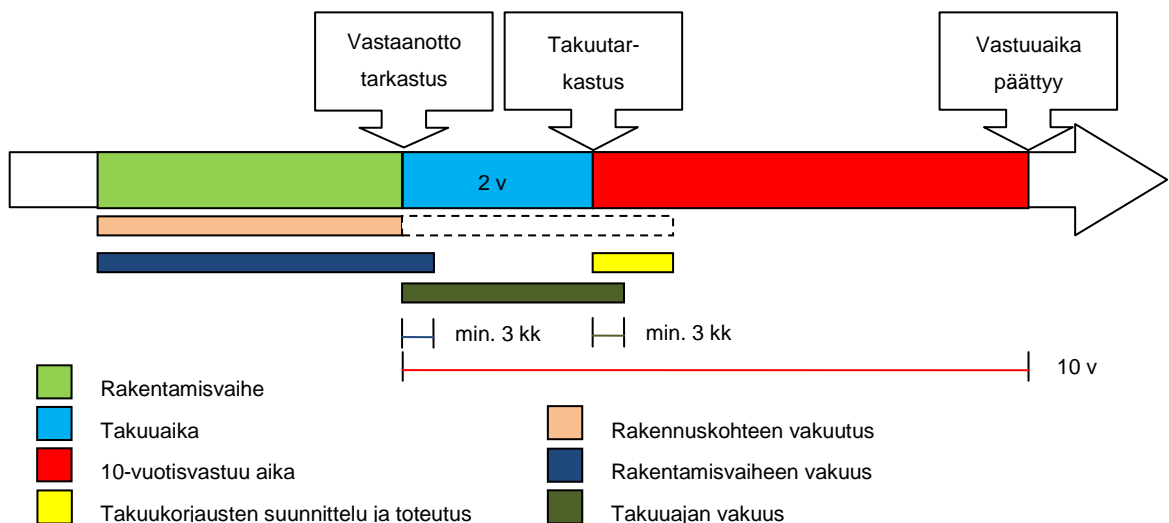 Vastaanotto
tarkastus
Takuutar-
kastus
Vastuuaika
päättyy
2 v
min. 3 kk
min. 3 kk
10 v
Rakentamisvaihe
Takuuaika
10-vuotisvastuu aika
Takuukorjausten suunnittelu ja toteutus
Rakennuskohteen vakuutus
Rakentamisvaiheen vakuus
Takuuajan vakuus